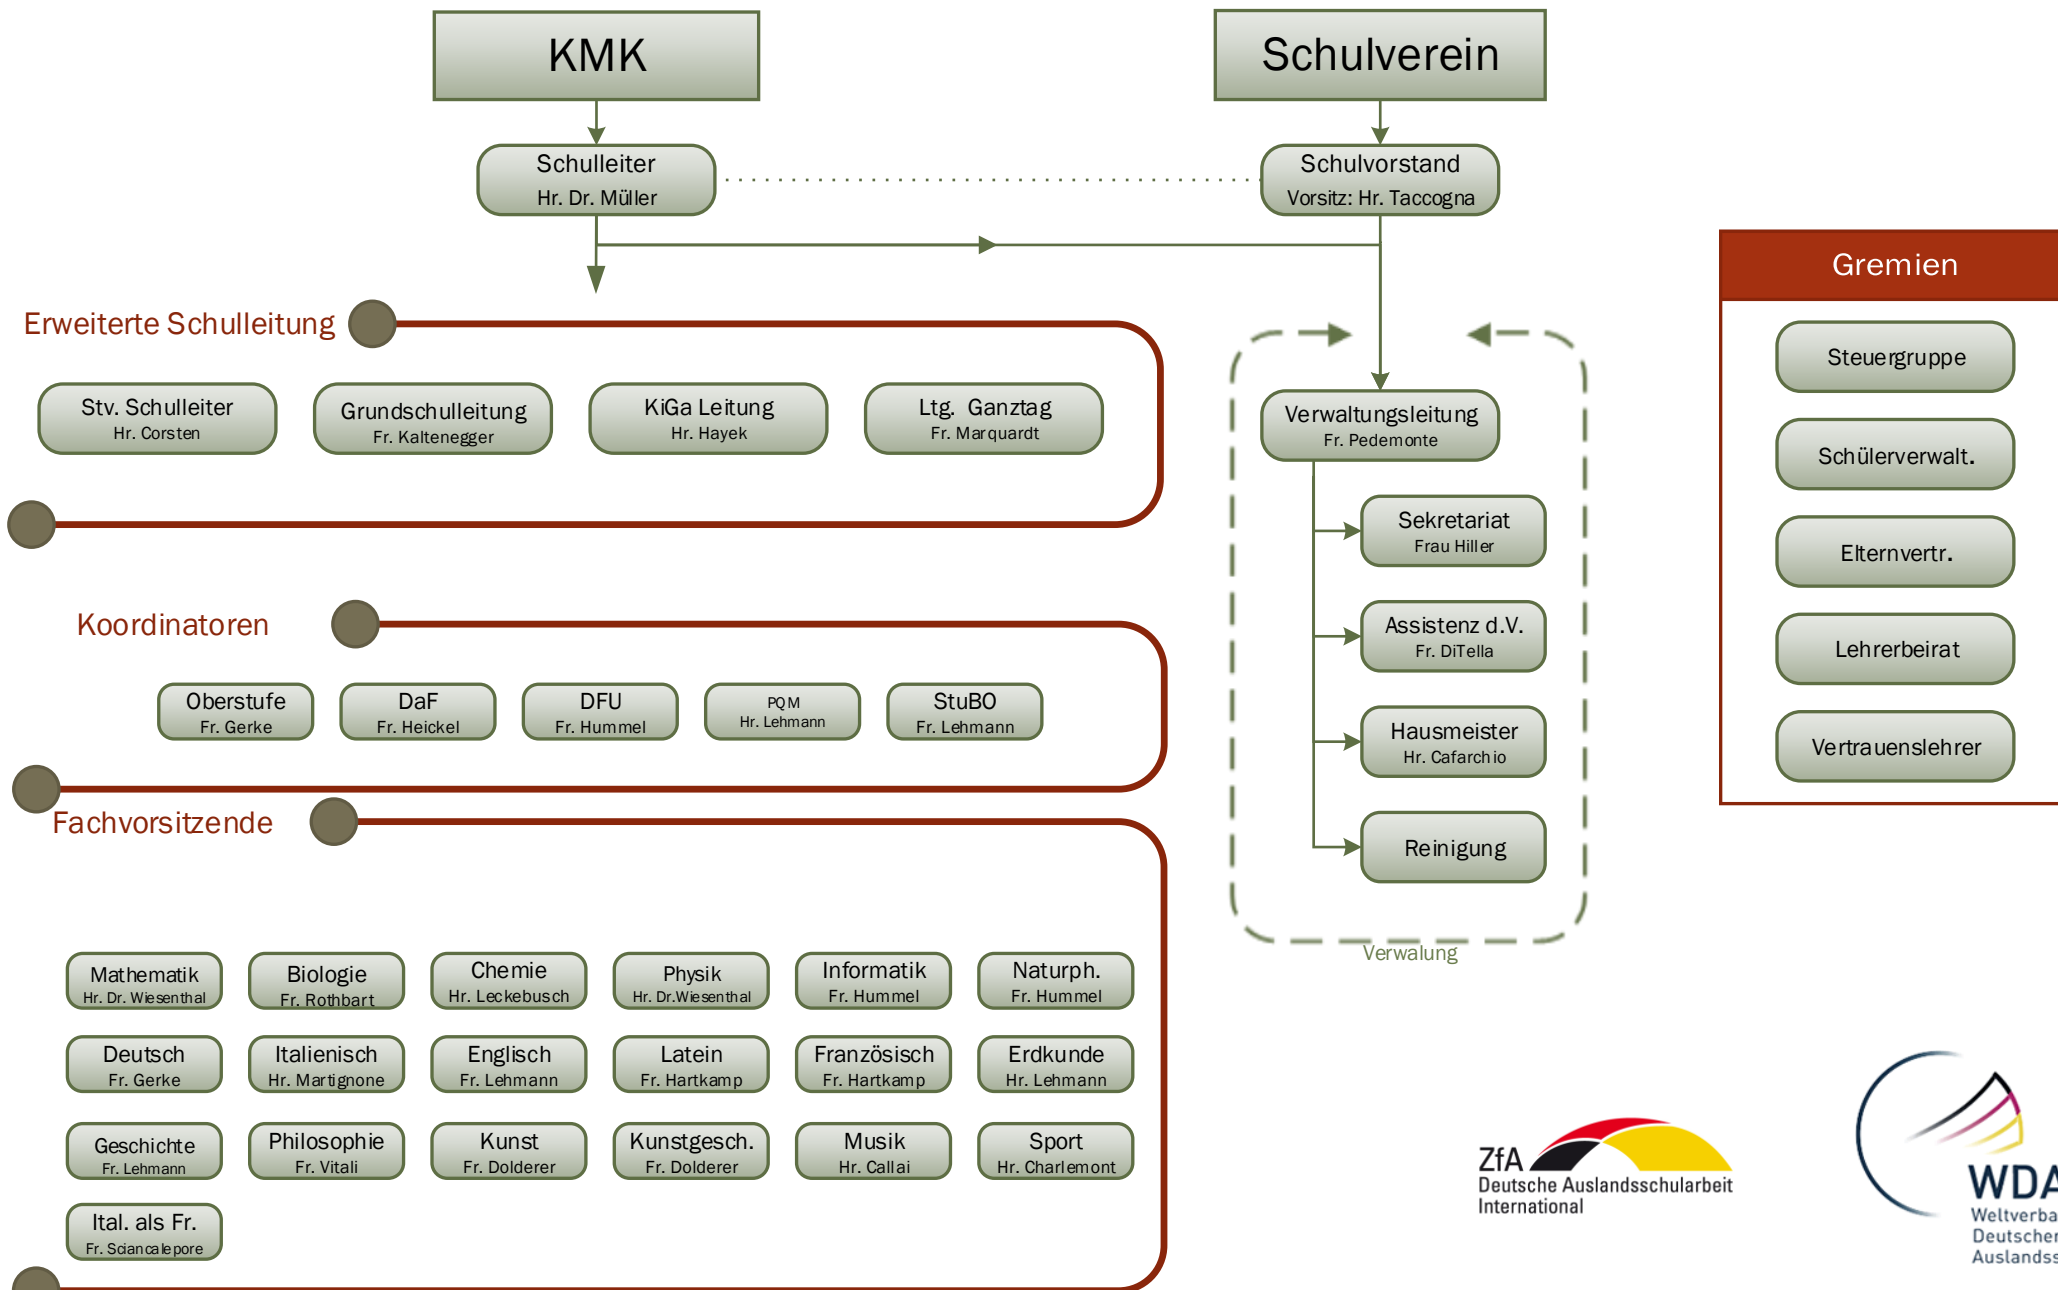 KMK
Schulverein
Schulleiter
Hr. Dr. Müller
Schulvorstand
Vorsitz: Hr. Taccogna
Gremien
Steuergruppe
Schülerverwalt.
Elternvertr.
Lehrerbeirat
Vertrauenslehrer
Erweiterte Schulleitung
Stv. Schulleiter
Hr. Corsten
Grundschulleitung
Fr. Kaltenegger
KiGa Leitung
Hr. Hayek
Ltg. Ganztag
Fr. Marquardt
Verwaltungsleitung
Fr. Pedemonte
Sekretariat
Frau Hiller
Assistenz d.V.
Fr. DiTella
Hausmeister
Hr. Cafarchio
Reinigung
Verwalung
Koordinatoren
Oberstufe
Fr. Gerke
DaF
Fr. Heickel
DFU
Fr. Hummel
PQM
Hr. Lehmann
StuBO
Fr. Lehmann
Fachvorsitzende
Mathematik
Hr. Dr. Wiesenthal
Biologie
Fr. Rothbart
Chemie
Hr. Leckebusch
Physik
Hr. Dr.Wiesenthal
Informatik
Fr. Hummel
Naturph.
Fr. Hummel
Deutsch
Fr. Gerke
Italienisch
Hr. Martignone
Englisch
Fr. Lehmann
Latein
Fr. Hartkamp
Französisch
Fr. Hartkamp
Erdkunde
Hr. Lehmann
Geschichte
Fr. Lehmann
Philosophie
Fr. Vitali
Kunst
Fr. Dolderer
Kunstgesch.
Fr. Dolderer
Musik
Hr. Callai
Sport
Hr. Charlemont
Ital. als Fr.
Fr. Sciancalepore
ZfA
Deutsche Auslandsschularbeit
International
WDA
Weltverba
Deutscher
Auslandss